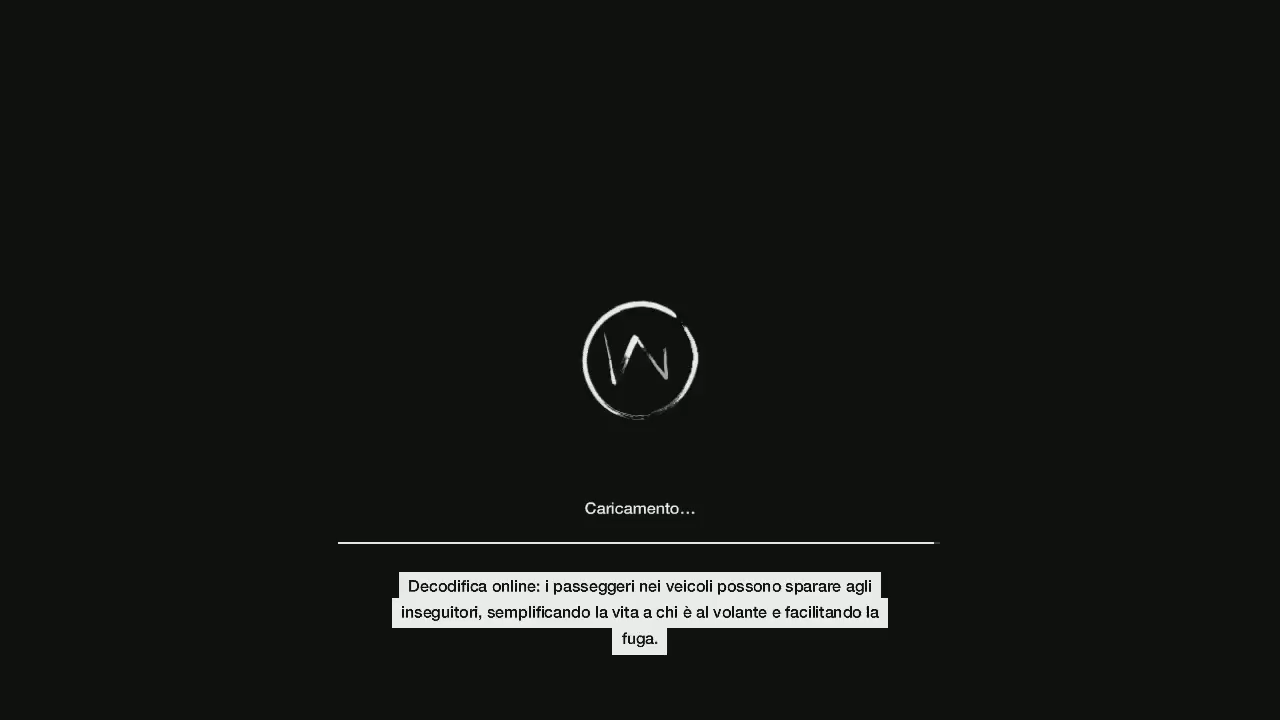 Caricamento...
Decodifica online: i passeggeri nei veicoli possono sparare agli
inseguitori, semplificando la vita a chi è al volante e facilitando la
fuga.